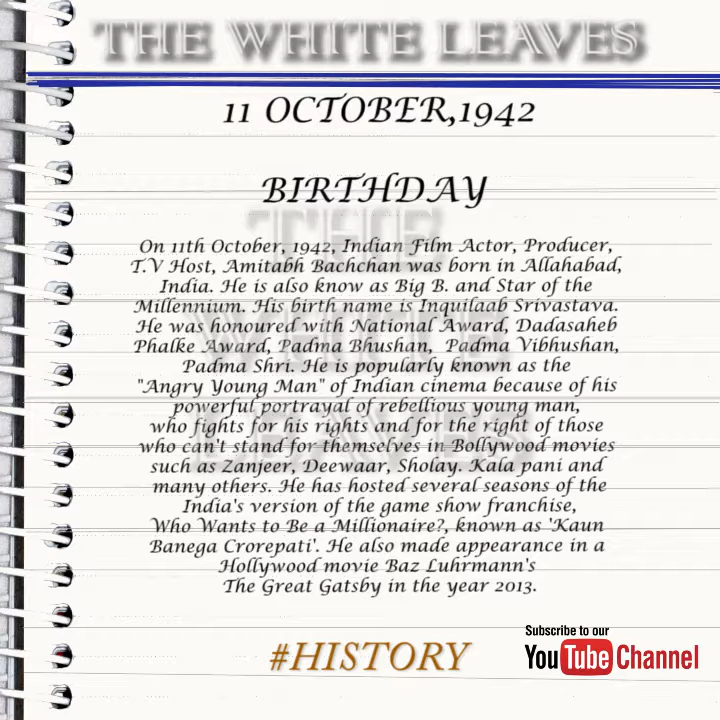 THE WHITE LEAVES
11 OCTOBER,1942
BIRTHDAY
THE
WHITE
LEAVES
On 11th October, 1942, Indian Film Actor, Producer,
T.V Host, Amitabh Bachchan was born in Allahabad,
India. He is also know as Big B. and Star of the
Millennium. His birth name is Inquilaab Srivastava.
He was honoured with National Award, Dadasaheb
Phalke Award, Padma Bhushan, Padma Vibhushan,
Padma Shri. He is popularly known as the
"Angry Young Man" of Indian cinema because of his
powerful portrayal of rebellious young man,
who fights for his rights and for the right of those
who can't stand for themselves in Bollywood movies
such as Zanjeer, Deewaar, Sholay. Kala pani and
many others. He has hosted several seasons of the
India's version of the game show franchise,
Who Wants to Be a Millionaire?, known as 'Kaun
Banega Crorepati'. He also made appearance in a
Hollywood movie Baz Luhrmann's
The Great Gatsby in the year 2013.
#HISTORY
Subscribe to our
YouTube Channel